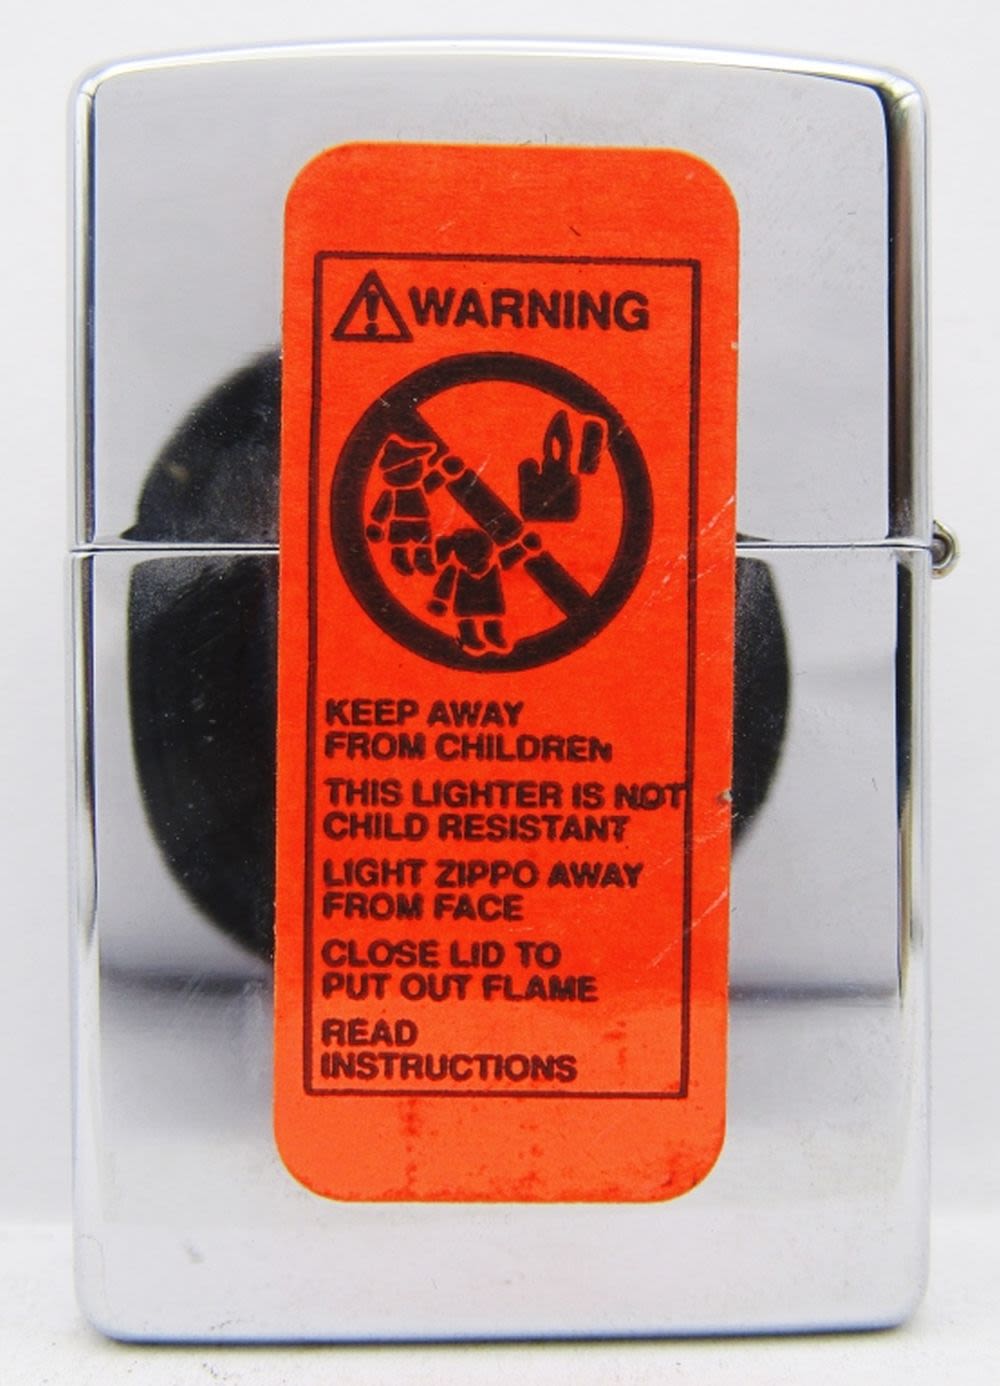 WARNING
KEEP AWAY
FROM CHILDREN
THIS LIGHTER IS NOT
CHILD RESISTANT
LIGHT ZIPPO AWAY
FROM FACE
CLOSE LID TO
PUT OUT FLAME
READ
INSTRUCTIONS